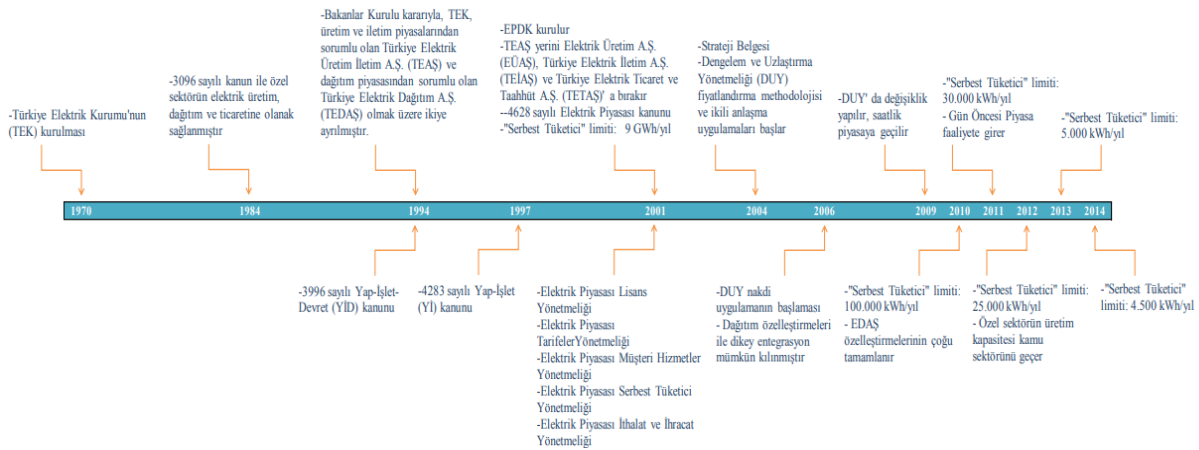 -Türkiye Elektrik Kurumu'nun
(TEK) kurulması
-3096 sayılı kanun ile özel
sektörün elektrik üretim,
dağıtım ve ticaretine olanak
sağlanmıştır
-Bakanlar Kurulu kararıyla, TEK,
üretim ve iletim piyasalarından
sorumlu olan Türkiye Elektrik
Üretim İletim A.Ş. (TEAŞ) ve
dağıtım piyasasından sorumlu olan
Türkiye Elektrik Dağıtım A.Ş.
(TEDAŞ) olmak üzere ikiye
ayrılmıştır.
-EPDK kurulur
-TEAŞ yerini Elektrik Üretim A.Ş.
(EÜAŞ), Türkiye Elektrik İletim A.Ş.
(TEİAŞ) ve Türkiye Elektrik Ticaret ve
Taahhüt A.Ş. (TETAŞ)' a bırakır
--4628 sayılı Elektrik Piyasası kanunu
-"Serbest Tüketici" limiti: 9 GWh/yıl
-Strateji Belgesi
-Dengelem ve Uzlaştırma
Yönetmeliği (DUY)
fiyatlandırma methodolojisi
ve ikili anlaşma
uygulamaları başlar
-DUY' da değişiklik
yapılır, saatlik
piyasaya geçilir
-"Serbest Tüketici" limiti:
30.000 kWh/yıl
- Gün Öncesi Piyasa
faaliyete girer
-"Serbest Tüketici" limiti:
5.000 kWh/yıl
1970 1984 1994 1997 2001 2004 2006 2009 2010 2011 2012 2013 2014
-3996 sayılı Yap-İşlet-
Devret (YİD) kanunu
-4283 sayılı Yap-İşlet
(Yİ) kanunu
-Elektrik Piyasası Lisans
Yönetmeliği
-Elektrik Piyasası
TarifelerYönetmeliği
-Elektrik Piyasası Müşteri Hizmetler
Yönetmeliği
-Elektrik Piyasası Serbest Tüketici
Yönetmeliği
-Elektrik Piyasası İthalat ve İhracat
Yönetmeliği
-DUY nakdi
uygulamanın başlaması
- Dağıtım özelleştirmeleri
ile dikey entegrasyon
mümkün kılınmıştır
-"Serbest Tüketici" limiti:
100.000 kWh/yıl
- EDAŞ
özelleştirmelerinin çoğu
tamamlanır
-"Serbest Tüketici" limiti:
25.000 kWh/yıl
- Özel sektörün üretim
kapasitesi kamu
sektörünü geçer
-"Serbest Tüketici"
limiti: 4.500 kWh/yıl